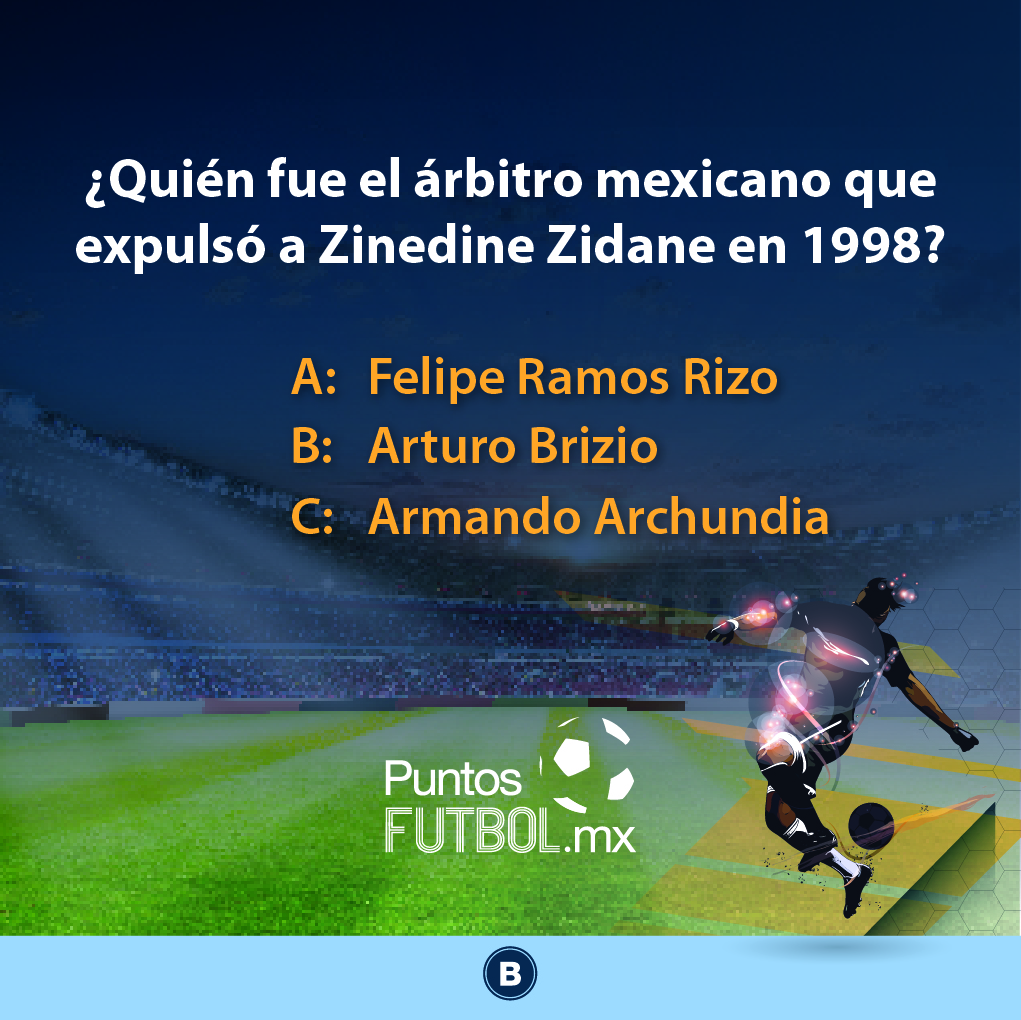 ¿Quién fue el árbitro mexicano que
expulsó a Zinedine Zidane en 1998?
A: Felipe Ramos Rizo
B: Arturo Brizio
C: Armando Archundia
Puntos
FUTBOL.mx
B